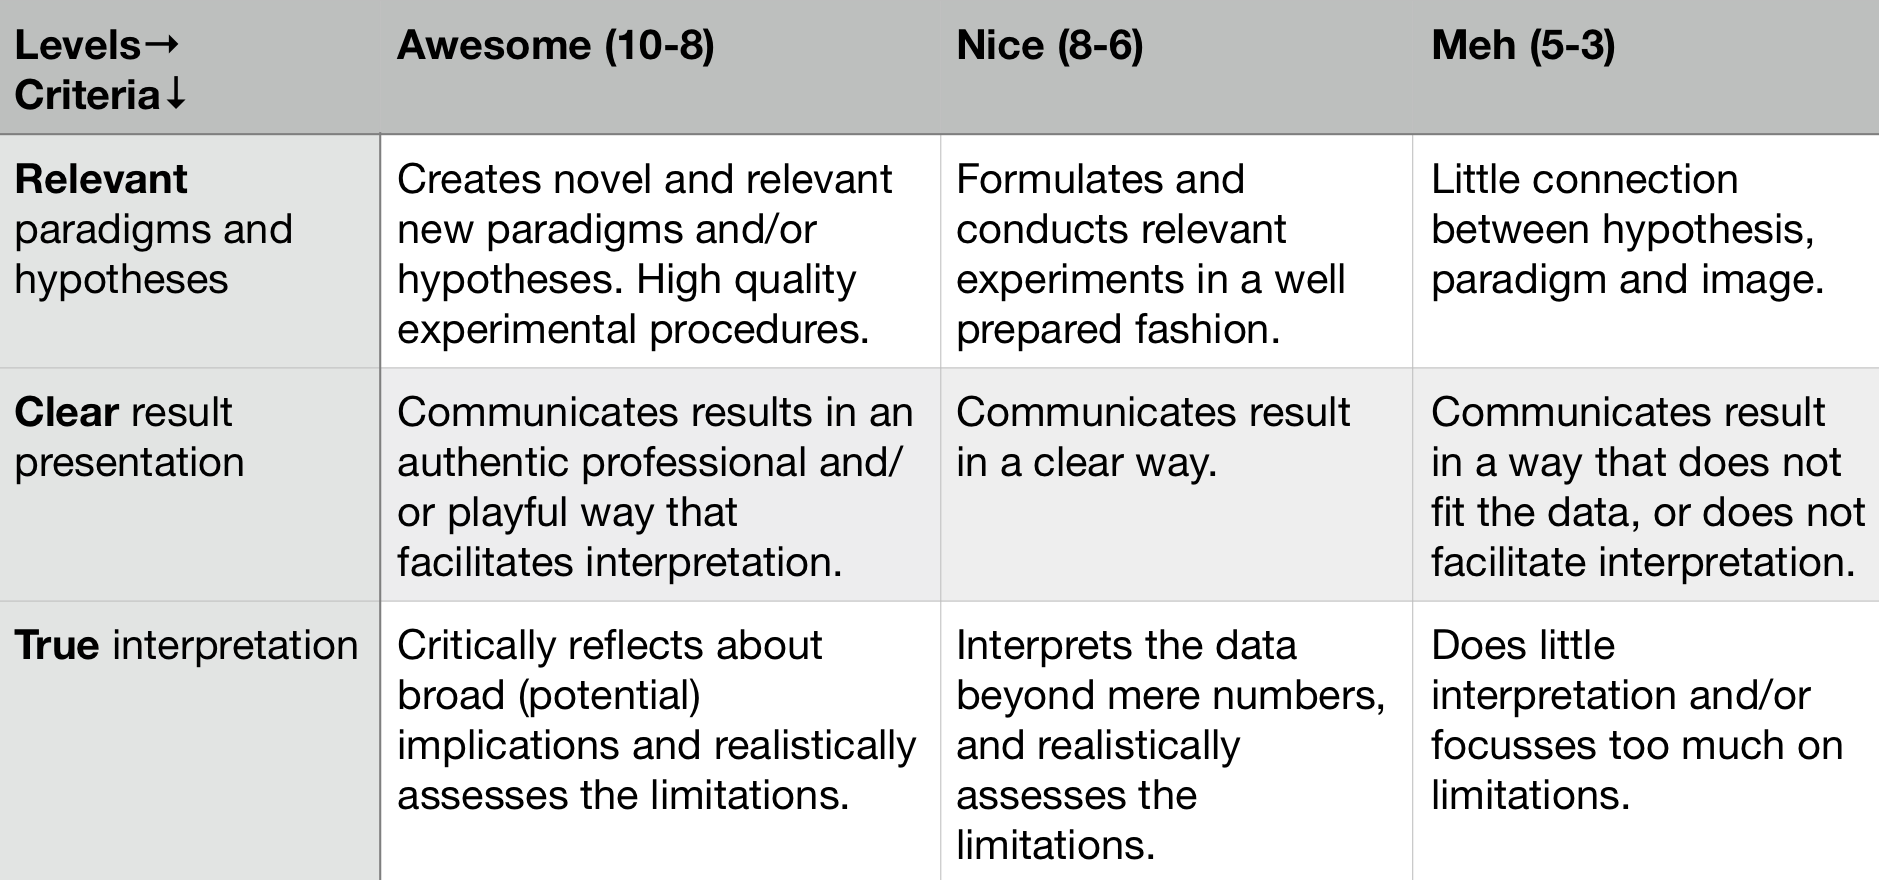 Levels→
Criteria↓
Awesome (10-8)
Nice (8-6)
Meh (5-3)
Relevant
paradigms and
hypotheses
Creates novel and relevant
new paradigms and/or
hypotheses. High quality
experimental procedures.
Formulates and
conducts relevant
experiments in a well
prepared fashion.
Little connection
between hypothesis,
paradigm and image.
Clear result
presentation
Communicates results in an
authentic professional and/
or playful way that
facilitates interpretation.
Communicates result
in a clear way.
Communicates result
in a way that does not
fit the data, or does not
facilitate interpretation.
True interpretation
Critically reflects about
broad (potential)
implications and realistically
assesses the limitations.
Interprets the data
beyond mere numbers,
and realistically
assesses the
limitations.
Does little
interpretation and/or
focusses too much on
limitations.